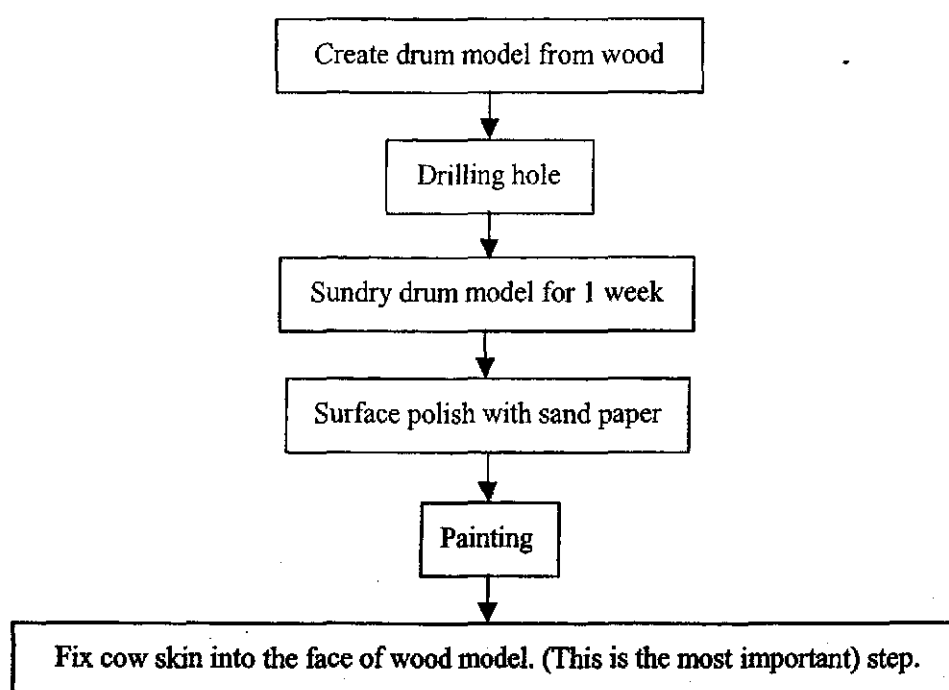 Create drum model from wood
Drilling hole
Sundry drum model for 1 week
Surface polish with sand paper
Painting
Fix cow skin into the face of wood model. (This is the most important) step.